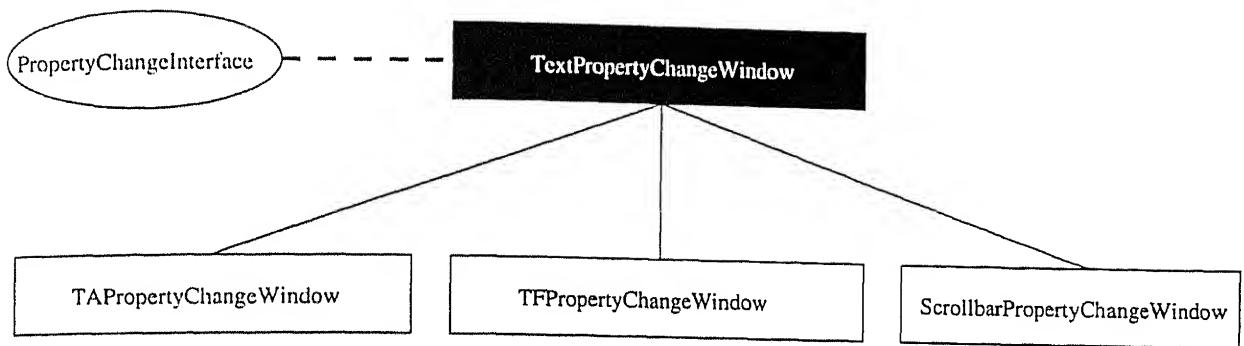 PropertyChangeInterface
TextPropertyChangeWindow
TAPropertyChangeWindow
TFPropertyChangeWindow
ScrollbarPropertyChangeWindow